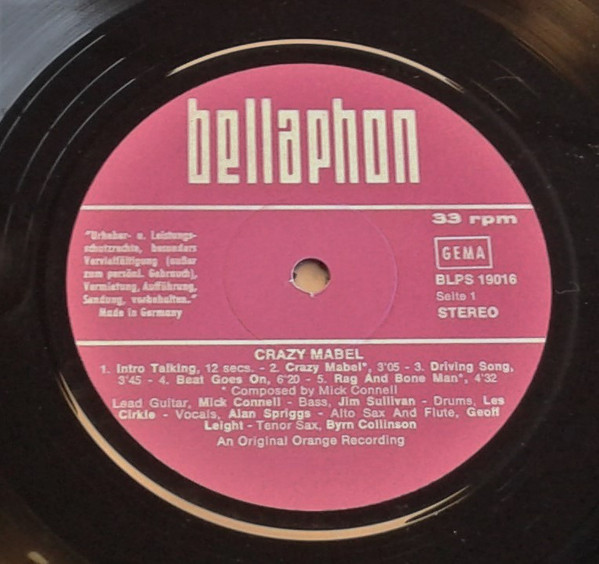 bellaphon
33 rpm
"Urheber- u. Leistungs-
schutzrechte, besonders
Vervielfältigung (außer
zum persönl. Gebrauch),
Vermietung, Aufführung,
Sendung, vorbehalten."
Made in Germany
GEMA
BLPS 19016
Seite 1
STEREO
CRAZY MABEL
1. Intro Talking, 12 secs. - 2. Crazy Mabel*, 3'05 - 3. Driving Song,
3'45 - 4. Beat Goes On, 6'20 - 5. Rag And Bone Man*, 4'32
* Composed by Mick Connell
Lead Guitar, Mick Connell - Bass, Jim Sullivan - Drums, Les
Cirkle - Vocals, Alan Spriggs - Alto Sax And Flute, Geoff
Leight - Tenor Sax, Byrn Collinson
An Original Orange Recording